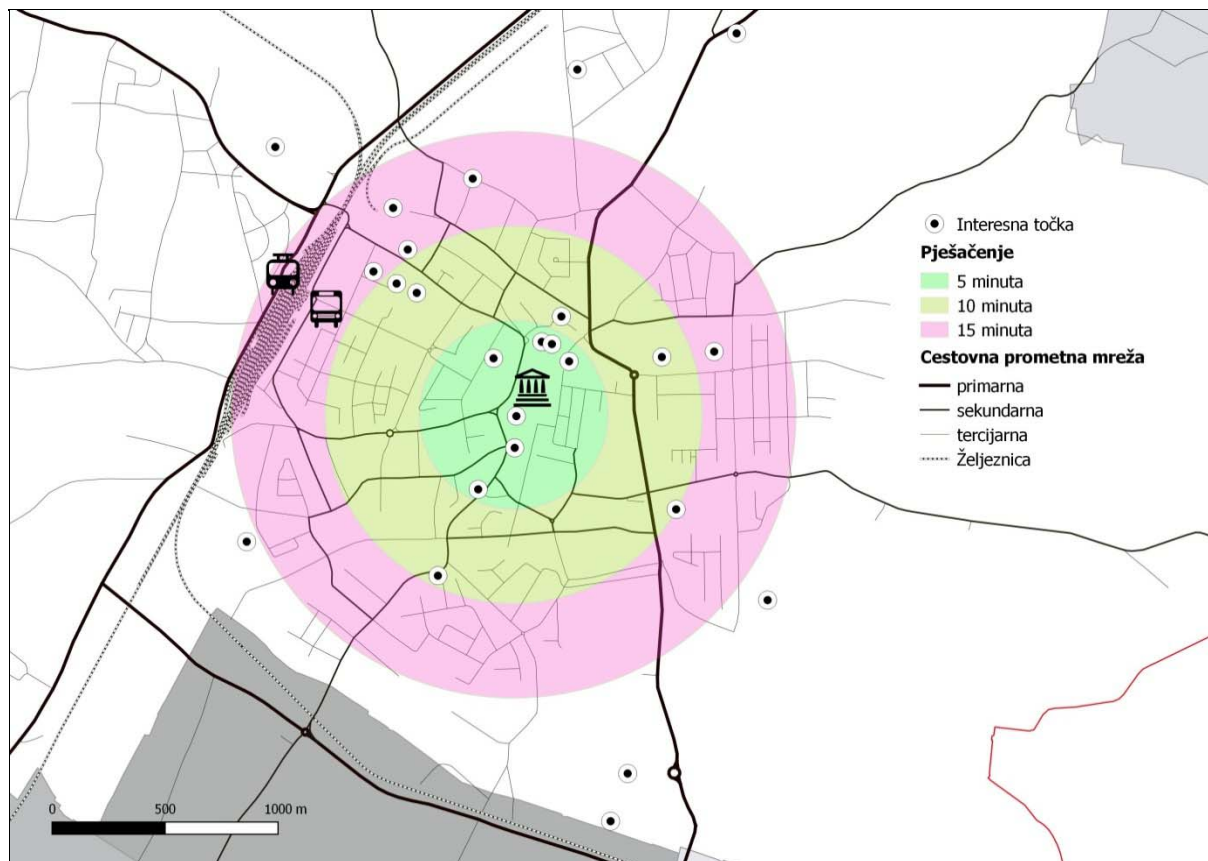 Interesna točka
Pješačenje
5 minuta
10 minuta
15 minuta
Cestovna prometna mreža
primarna
sekundarna
tercijarna
Željeznica
0 500 1000 m